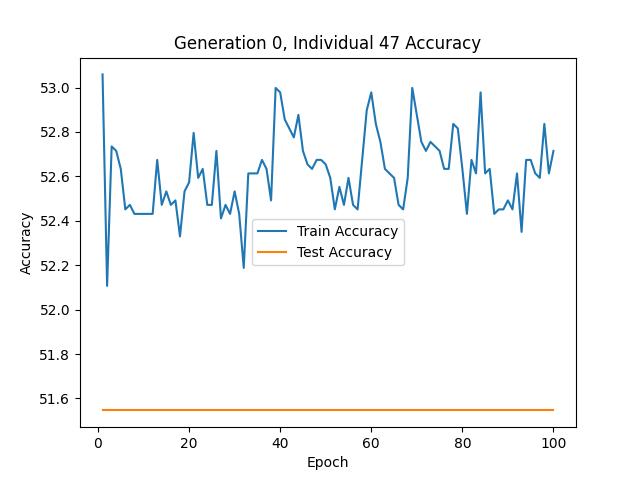 Generation 0, Individual 47 Accuracy
53.0
52.8
52.6
52.4
52.2
52.0
51.8
51.6
Accuracy
Train Accuracy
Test Accuracy
0 20 40 60 80 100
Epoch